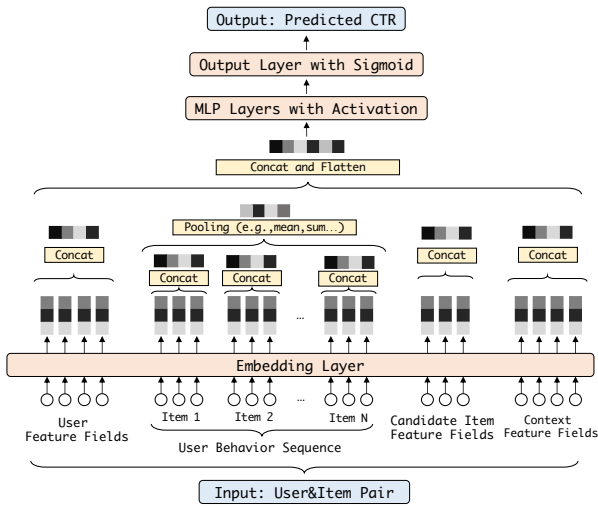 Output: Predicted CTR
Output Layer with Sigmoid
MLP Layers with Activation
Concat and Flatten
Pooling (e.g.,mean,sum…)
Concat
Concat
Concat
Concat
Concat
Concat
...
Embedding Layer
...
User
Feature Fields
Item 1
Item 2
Item N
Candidate Item
Feature Fields
Context
Feature Fields
User Behavior Sequence
Input: User&Item Pair